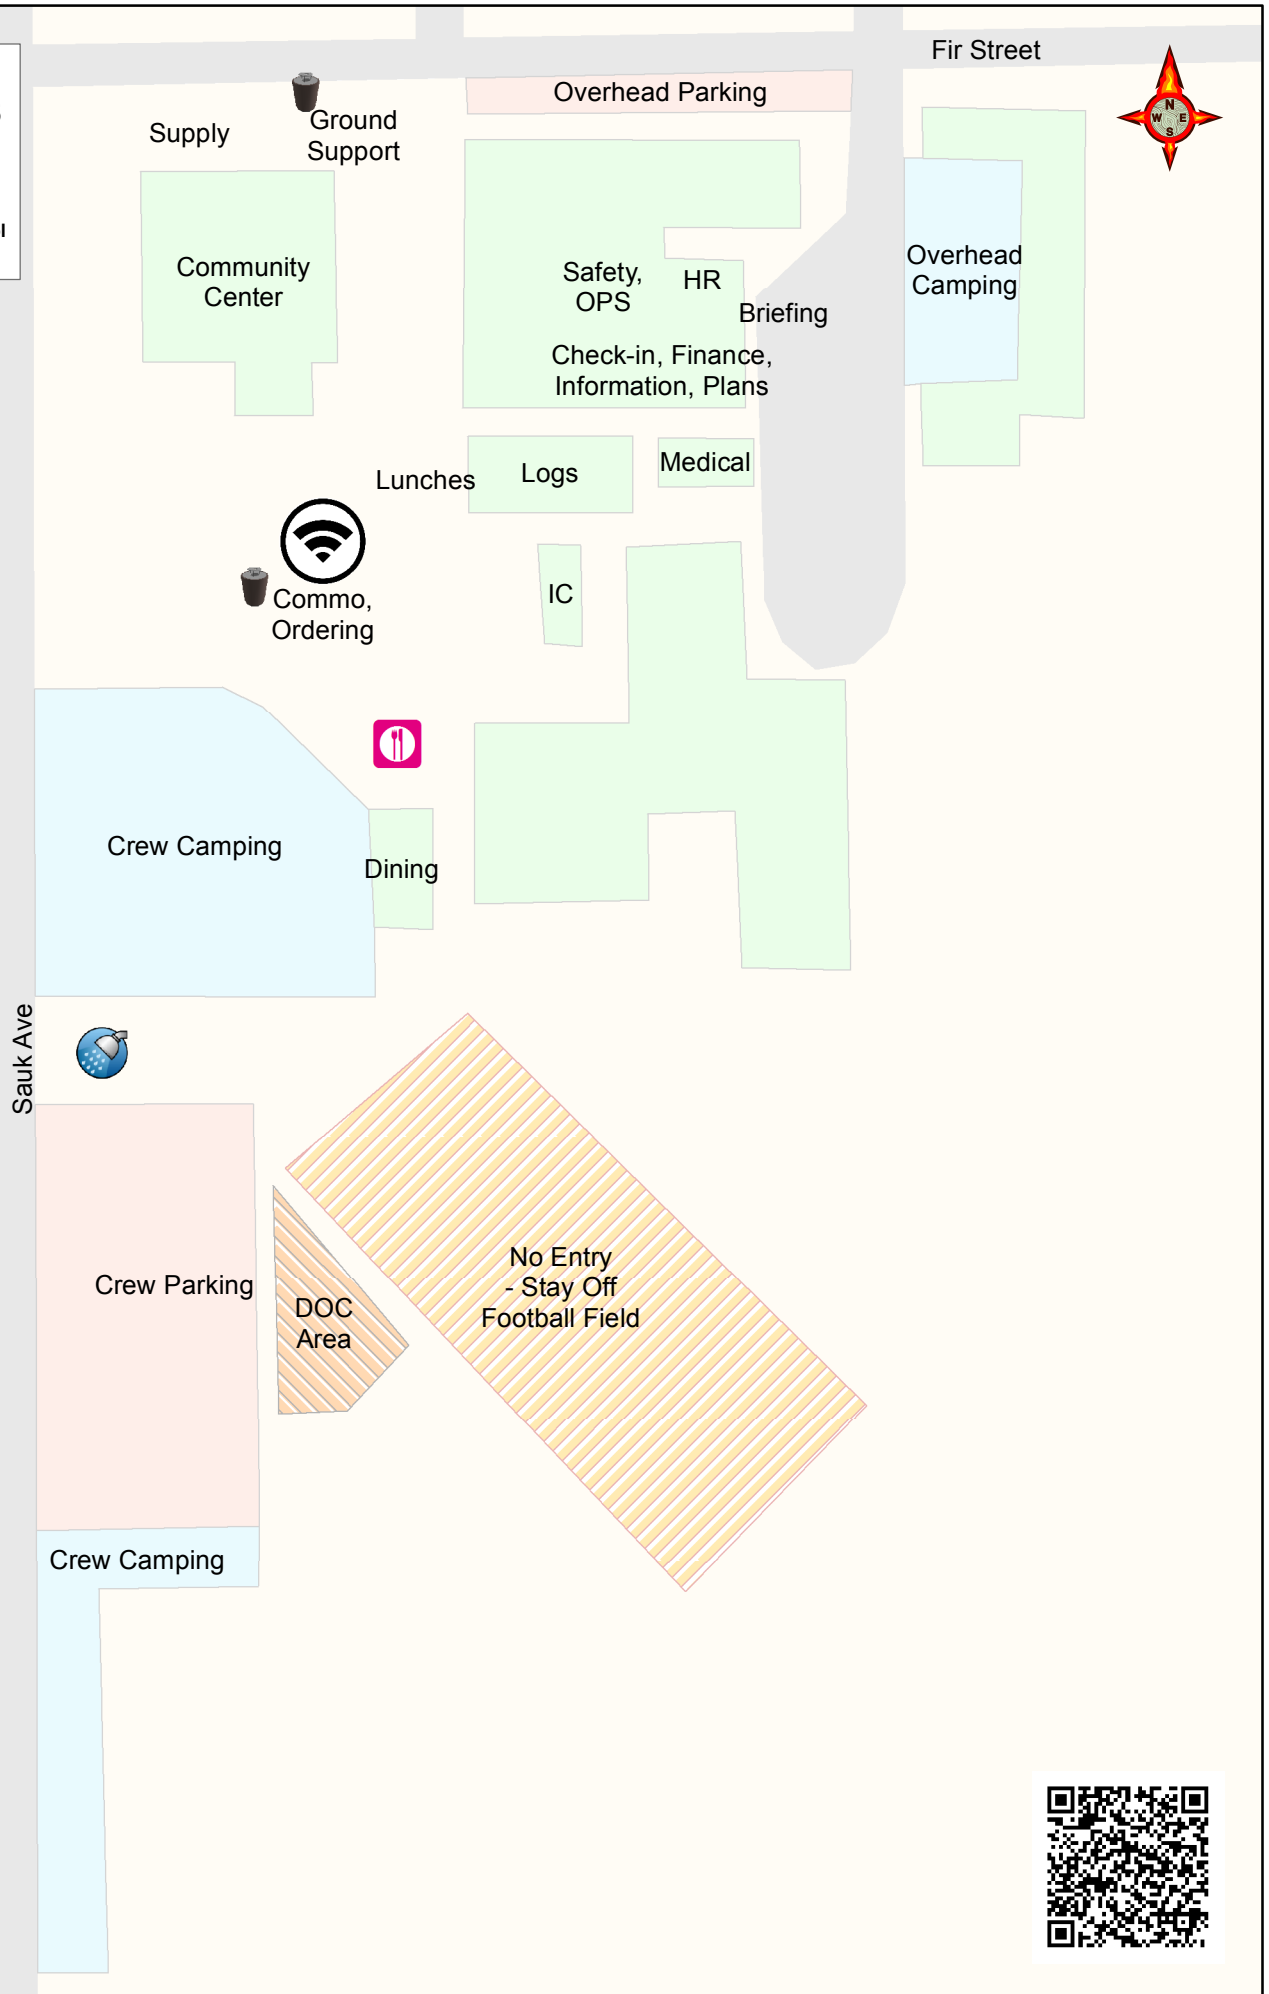 Fir Street
Overhead Parking
Supply
Ground
Support
N
W E
S
Community
Center
Safety,
OPS
HR
Briefing
Overhead
Camping
Check-in, Finance,
Information, Plans
Lunches
Logs
Medical
IC
Commo,
Ordering
Crew Camping
Dining
Sauk Ave
Crew Parking
DOC
Area
No Entry
- Stay Off
Football Field
Crew Camping